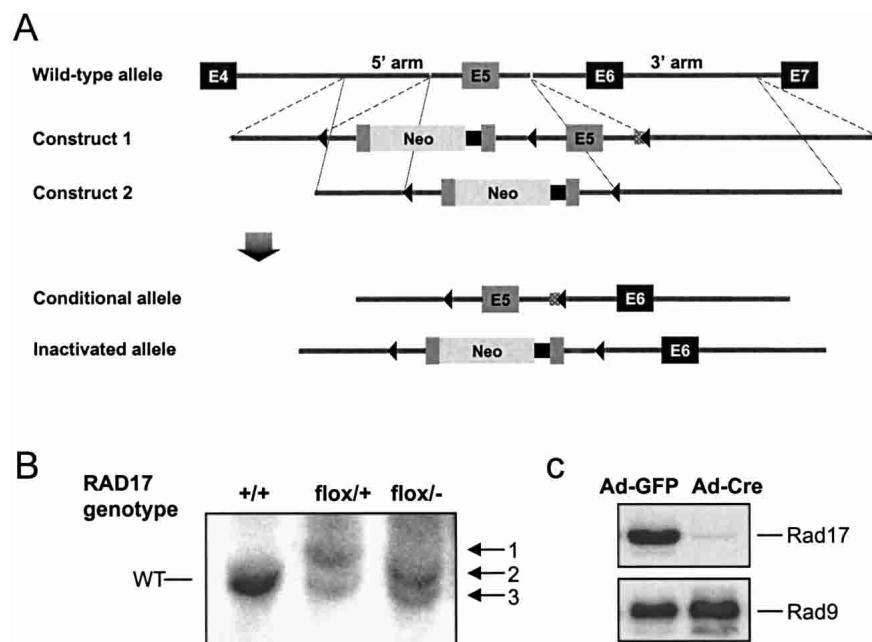 A
Wild-type allele E4 5' arm E5 E6 3' arm E7
Construct 1 Neo E5
Construct 2 Neo
Conditional allele E5 E6
Inactivated allele Neo E6
B
RAD17 genotype +/+ flox/+ flox/-
WT
1
2
3
c
Ad-GFP Ad-Cre
Rad17
Rad9